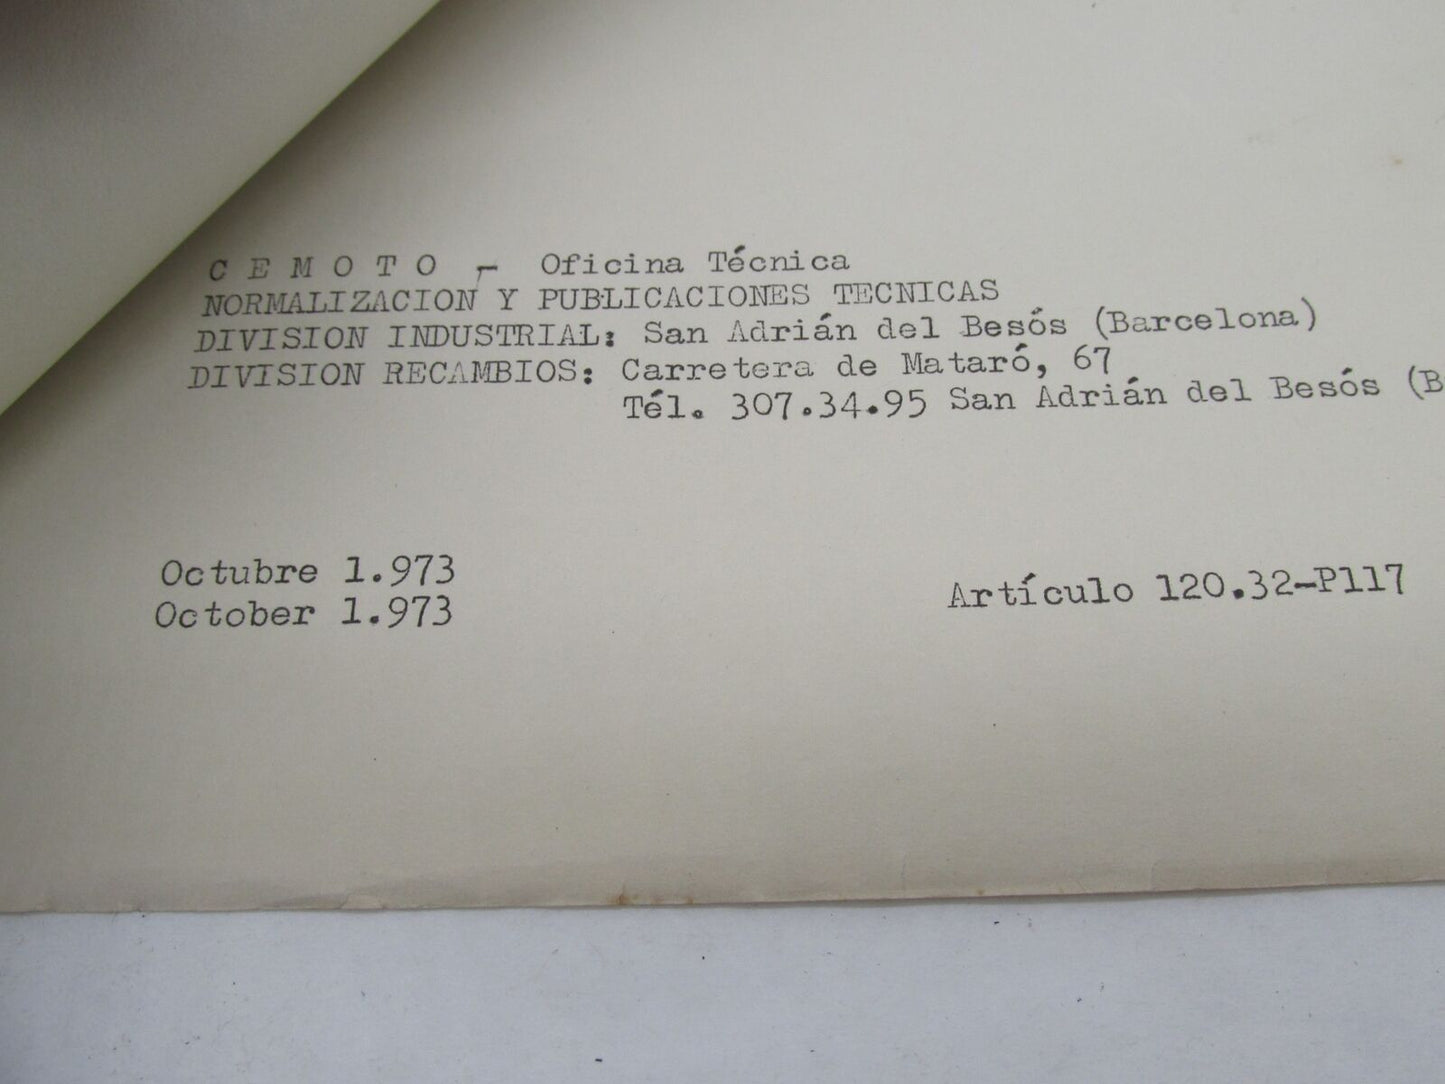 C E M O T O - Oficina Técnica
NORMALIZACION Y PUBLICACIONES TECNICAS
DIVISION INDUSTRIAL: San Adrián del Besós (Barcelona)
DIVISION RECAMBIOS: Carretera de Mataró, 67
Tél. 307.34.95 San Adrián del Besós (B
Octubre 1.973
October 1.973
Artículo 120.32-P117